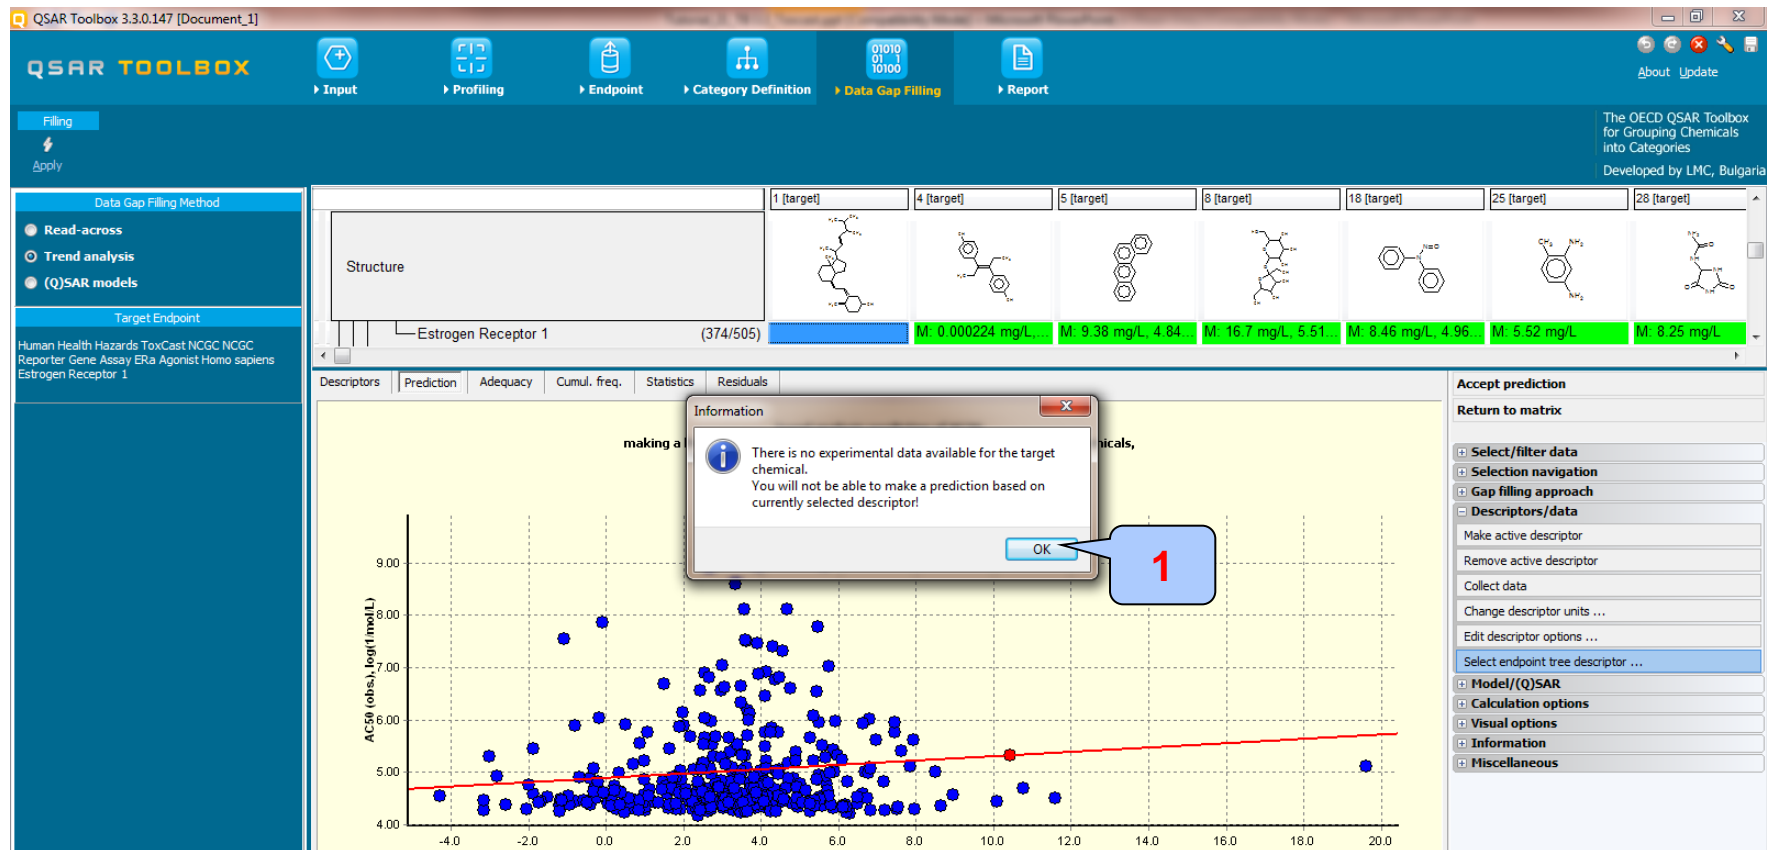 QSAR Toolbox 3.3.0.147 [Document_1]
QSAR TOOLBOX
Input
Profiling
Endpoint
Category Definition
01010
01 1
10100
Data Gap Filling
Report
About Update
Filling
Apply
The OECD QSAR Toolbox
for Grouping Chemicals
into Categories
Developed by LMC, Bulgaria
Data Gap Filling Method
Read-across
Trend analysis
(Q)SAR models
Target Endpoint
Human Health Hazards ToxCast NCGC NCGC
Reporter Gene Assay ERa Agonist Homo sapiens
Estrogen Receptor 1
1 [target] 4 [target] 5 [target] 8 [target] 18 [target] 25 [target] 28 [target]
Structure
Estrogen Receptor 1 (374/505) M: 0.000224 mg/L,... M: 9.38 mg/L, 4.84... M: 16.7 mg/L, 5.51... M: 8.46 mg/L, 4.96... M: 5.52 mg/L M: 8.25 mg/L
Descriptors Prediction Adequacy Cumul. freq. Statistics Residuals
making a
icals,
Information
There is no experimental data available for the target
chemical.
You will not be able to make a prediction based on
currently selected descriptor!
OK
1
AC50 (obs.), log(1/mol/L)
9.00
8.00
7.00
6.00
5.00
4.00
-4.0 -2.0 0.0 2.0 4.0 6.0 8.0 10.0 12.0 14.0 16.0 18.0 20.0
Accept prediction
Return to matrix
Select/filter data
Selection navigation
Gap filling approach
Descriptors/data
Make active descriptor
Remove active descriptor
Collect data
Change descriptor units ...
Edit descriptor options ...
Select endpoint tree descriptor ...
Model/(Q)SAR
Calculation options
Visual options
Information
Miscellaneous